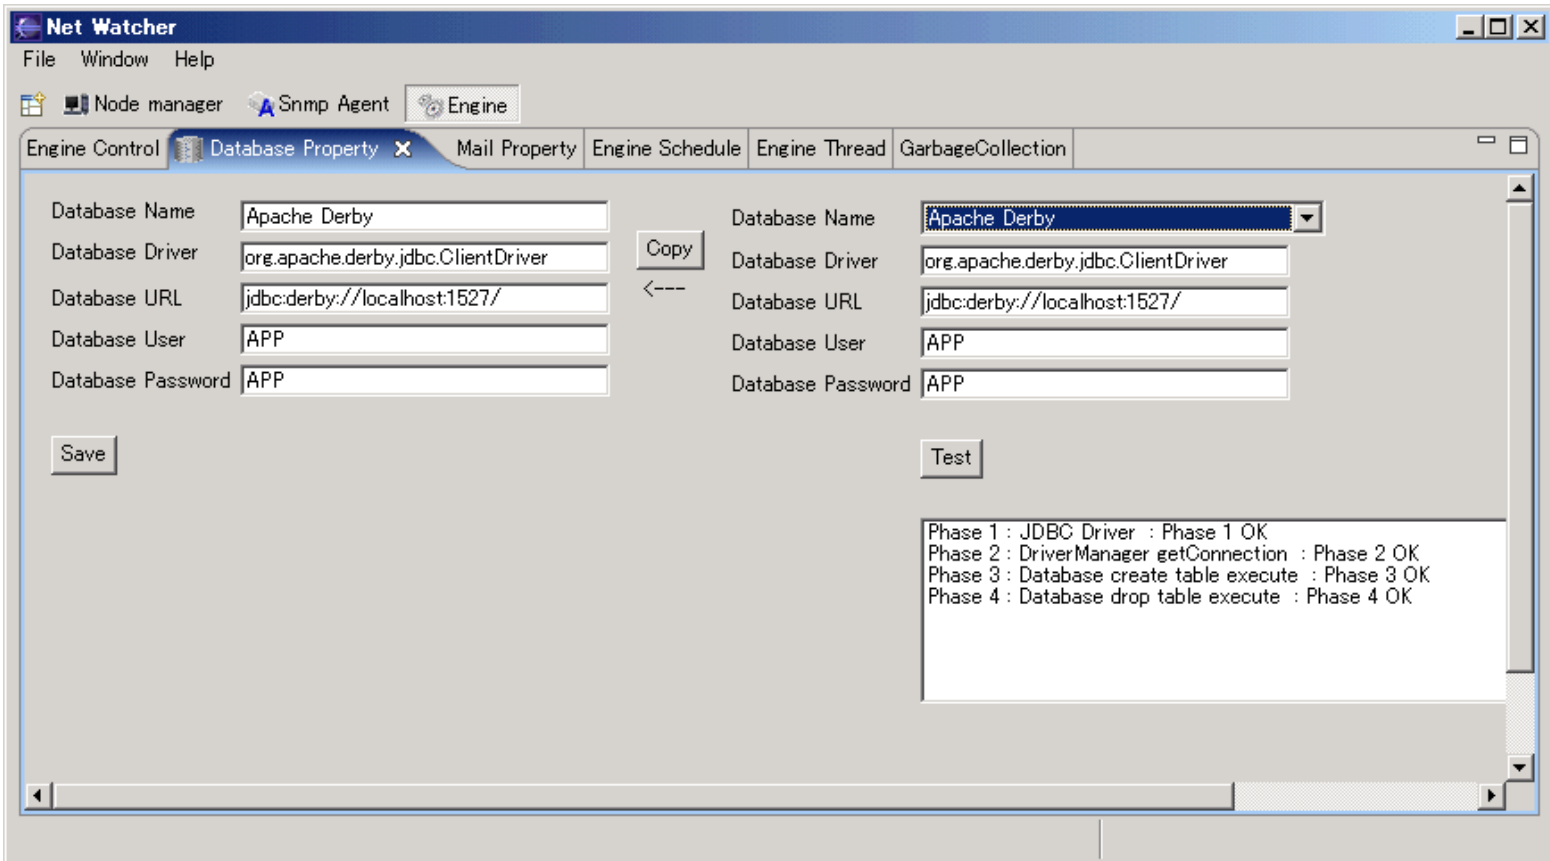 Net Watcher
File Window Help
Node manager Snmp Agent Engine
Engine Control Database Property Mail Property Engine Schedule Engine Thread GarbageCollection
Database Name Apache Derby
Database Driver org.apache.derby.jdbc.ClientDriver
Database URL jdbc:derby://localhost:1527/
Database User APP
Database Password APP
Save
Copy
<---
Database Name Apache Derby
Database Driver org.apache.derby.jdbc.ClientDriver
Database URL jdbc:derby://localhost:1527/
Database User APP
Database Password APP
Test
Phase 1 : JDBC Driver : Phase 1 OK
Phase 2 : DriverManager getConnection : Phase 2 OK
Phase 3 : Database create table execute : Phase 3 OK
Phase 4 : Database drop table execute : Phase 4 OK